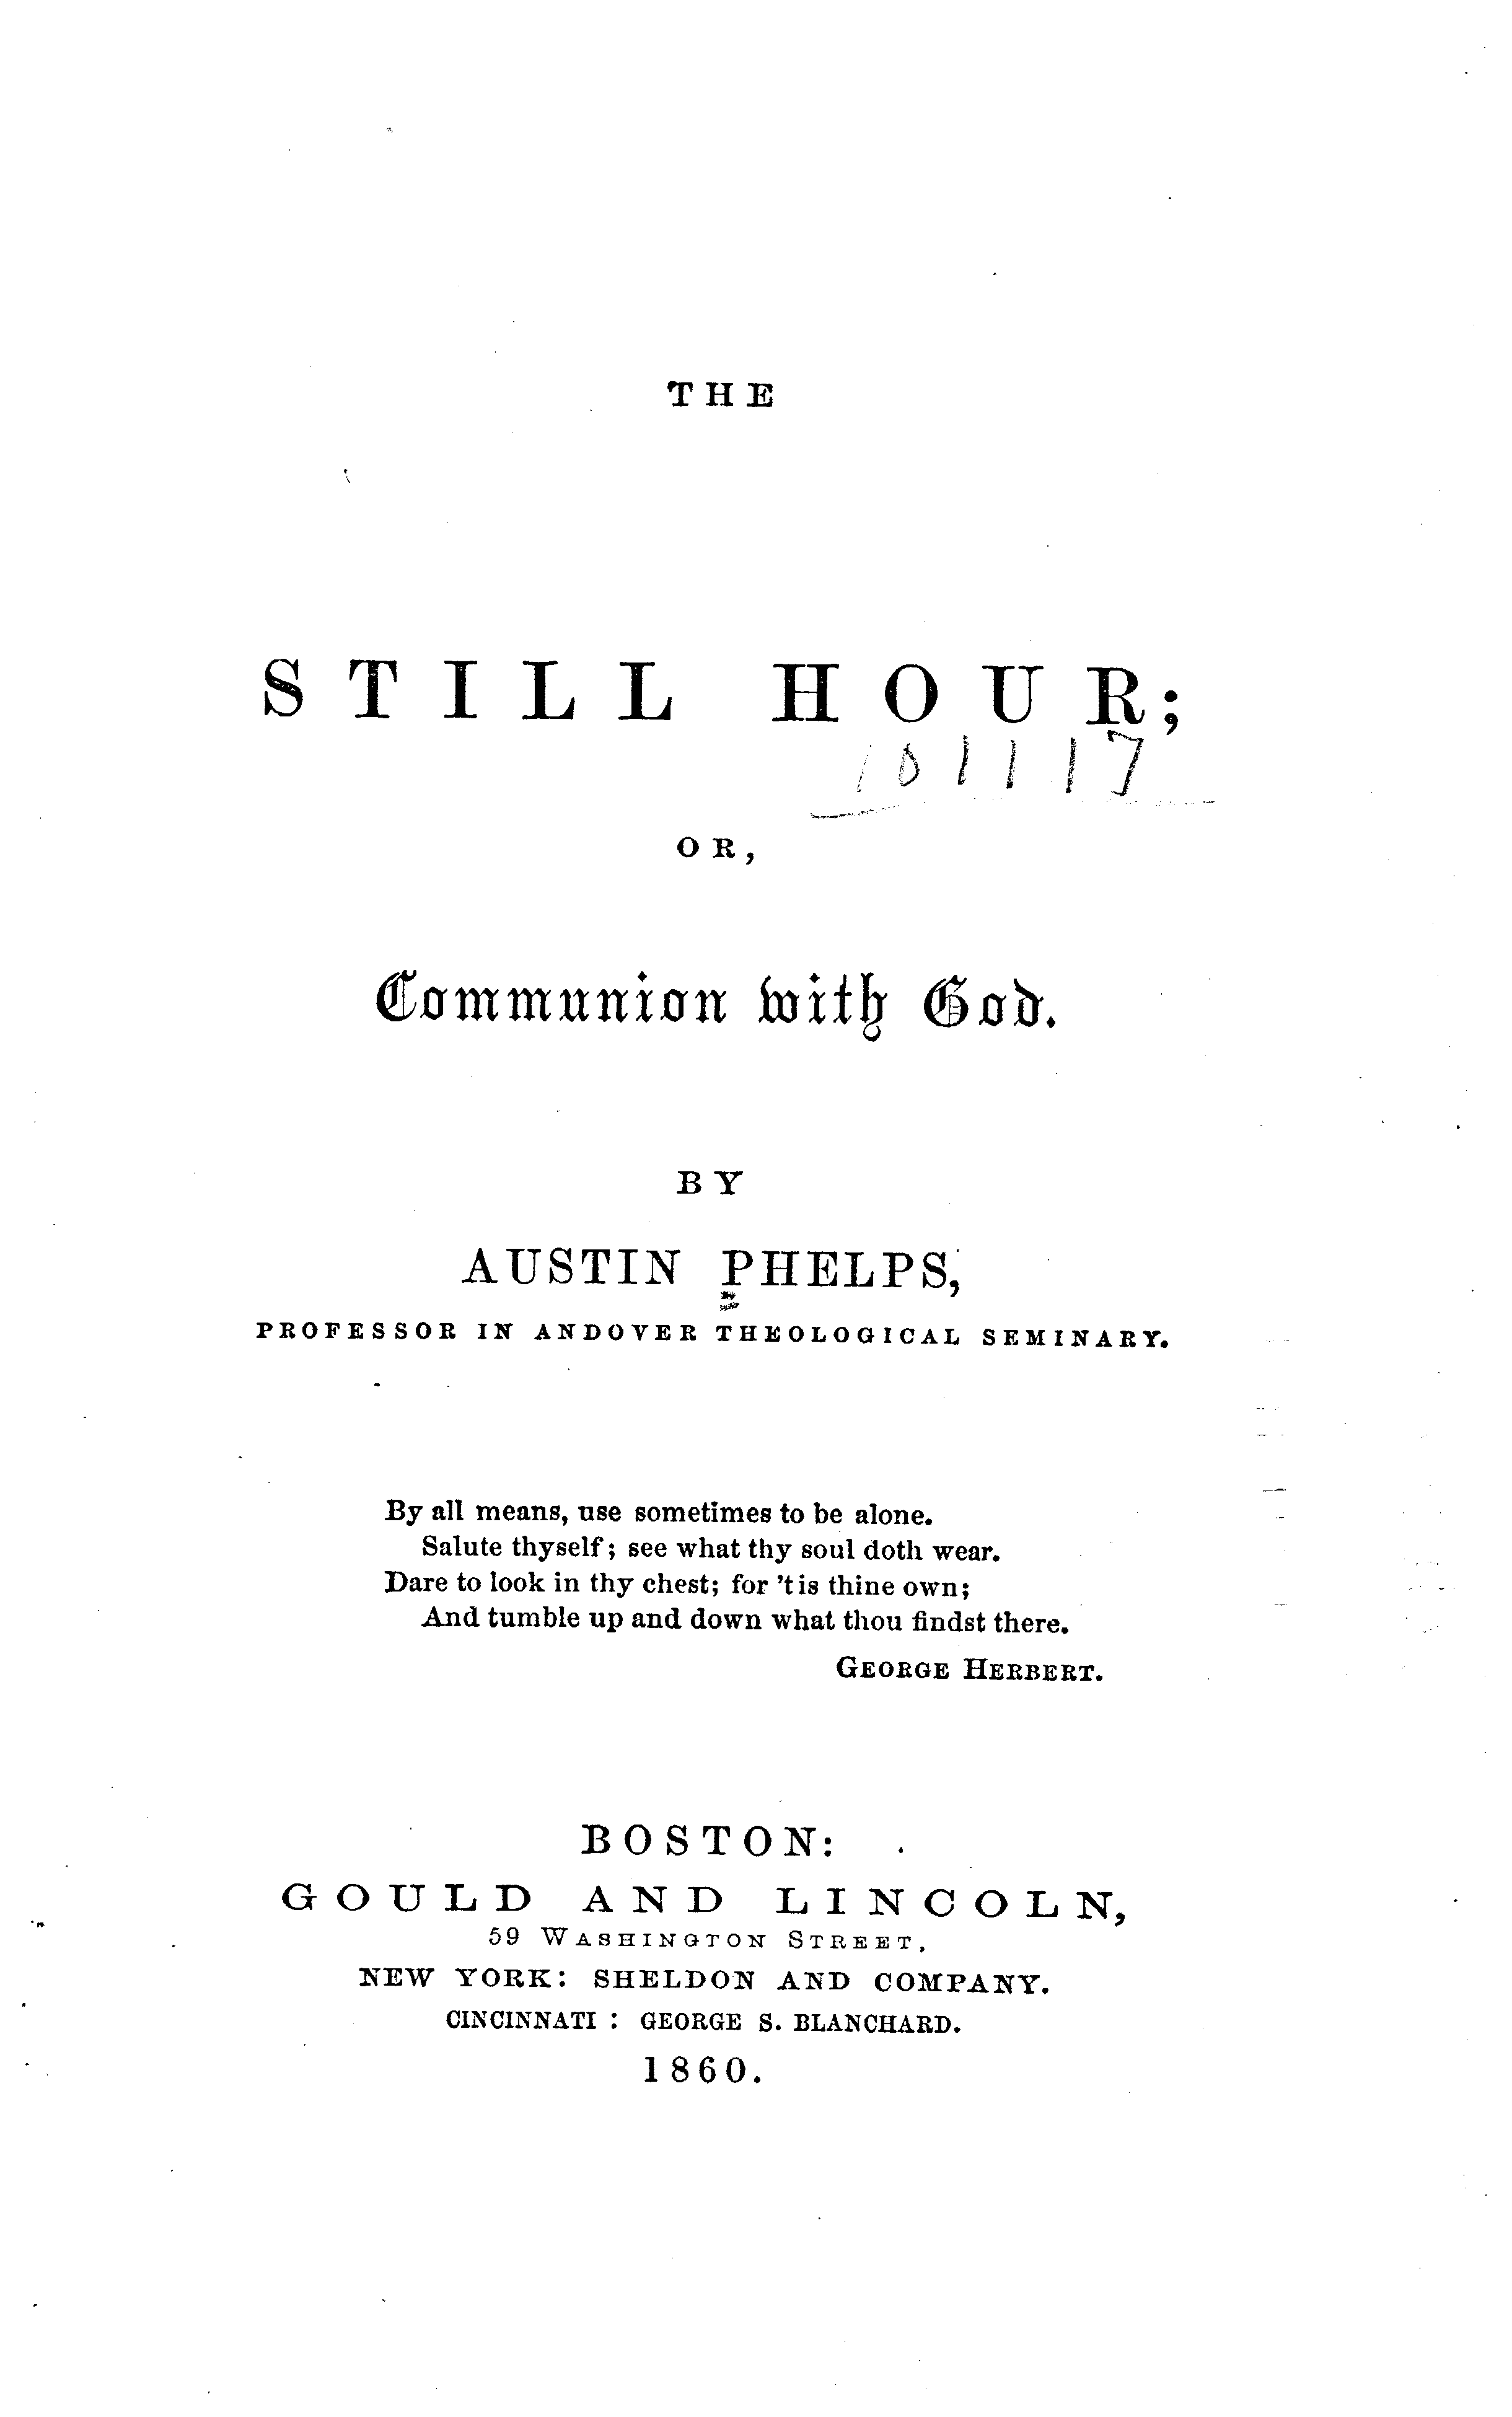 THE
STILL HOUR;
101117
OR,
Communion with God.
BY
AUSTIN PHELPS,
PROFESSOR IN ANDOVER THEOLOGICAL SEMINARY.
By all means, use sometimes to be alone.
Salute thyself; see what thy soul doth wear.
Dare to look in thy chest; for 'tis thine own;
And tumble up and down what thou findst there.
GEORGE HERBERT.
BOSTON:
GOULD AND LINCOLN,
59 WASHINGTON STREET,
NEW YORK: SHELDON AND COMPANY.
CINCINNATI : GEORGE S. BLANCHARD.
1860.